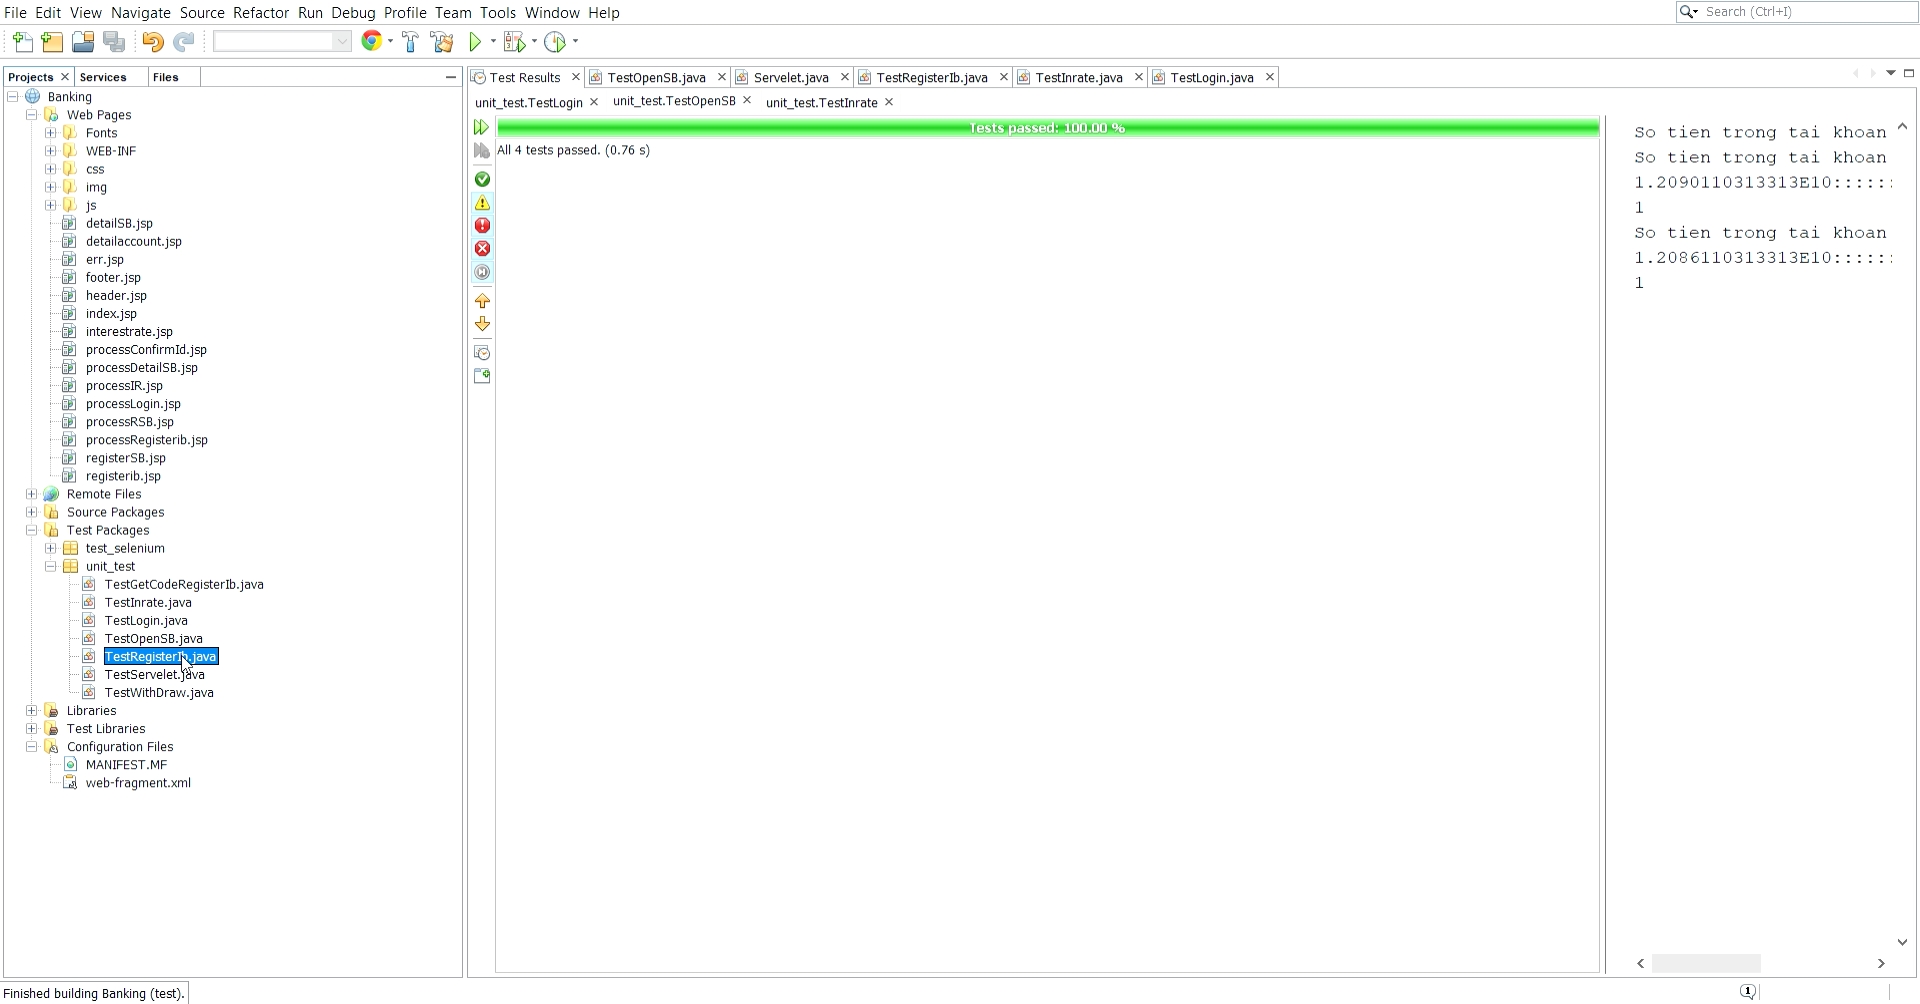 File Edit View Navigate Source Refactor Run Debug Profile Team Tools Window Help
Search (Ctrl+I)
Projects Services Files
Test Results TestOpenSB.java Servelet.java TestRegisterIb.java TestInrate.java TestLogin.java
unit_test.TestLogin unit_test.TestOpenSB unit_test.TestInrate
Banking
Web Pages
Fonts
WEB-INF
css
img
js
detailSB.jsp
detailaccount.jsp
err.jsp
footer.jsp
header.jsp
index.jsp
interestrate.jsp
processConfirmId.jsp
processDetailSB.jsp
processIR.jsp
processLogin.jsp
processRSB.jsp
processRegisterib.jsp
registerSB.jsp
registerib.jsp
Remote Files
Source Packages
Test Packages
test_selenium
unit_test
TestGetCodeRegisterIb.java
TestInrate.java
TestLogin.java
TestOpenSB.java
TestRegisterIb.java
TestServelet.java
TestWithDraw.java
Libraries
Test Libraries
Configuration Files
MANIFEST.MF
web-fragment.xml
Tests passed: 100.00 %
All 4 tests passed. (0.76 s)
So tien trong tai khoan
So tien trong tai khoan
1.2090110313313E10::::::
1
So tien trong tai khoan
1.2086110313313E10::::::
1
Finished building Banking (test).
1